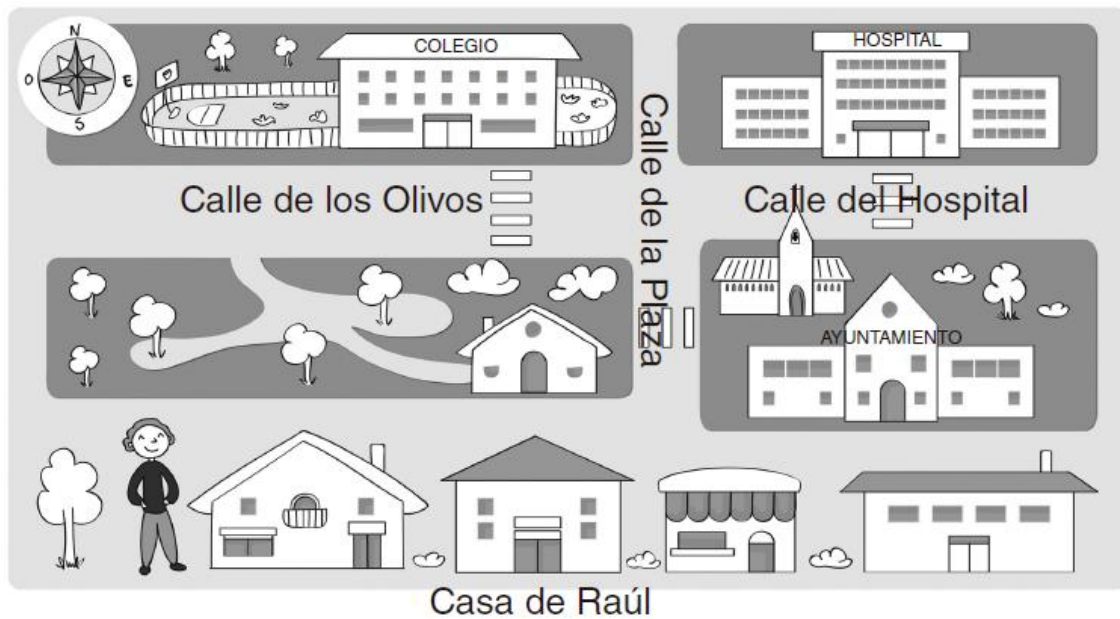 N
O
E
S
COLEGIO
HOSPITAL
Calle de los Olivos
Calle de la Plaza
Calle del Hospital
AYUNTAMIENTO
Casa de Raúl